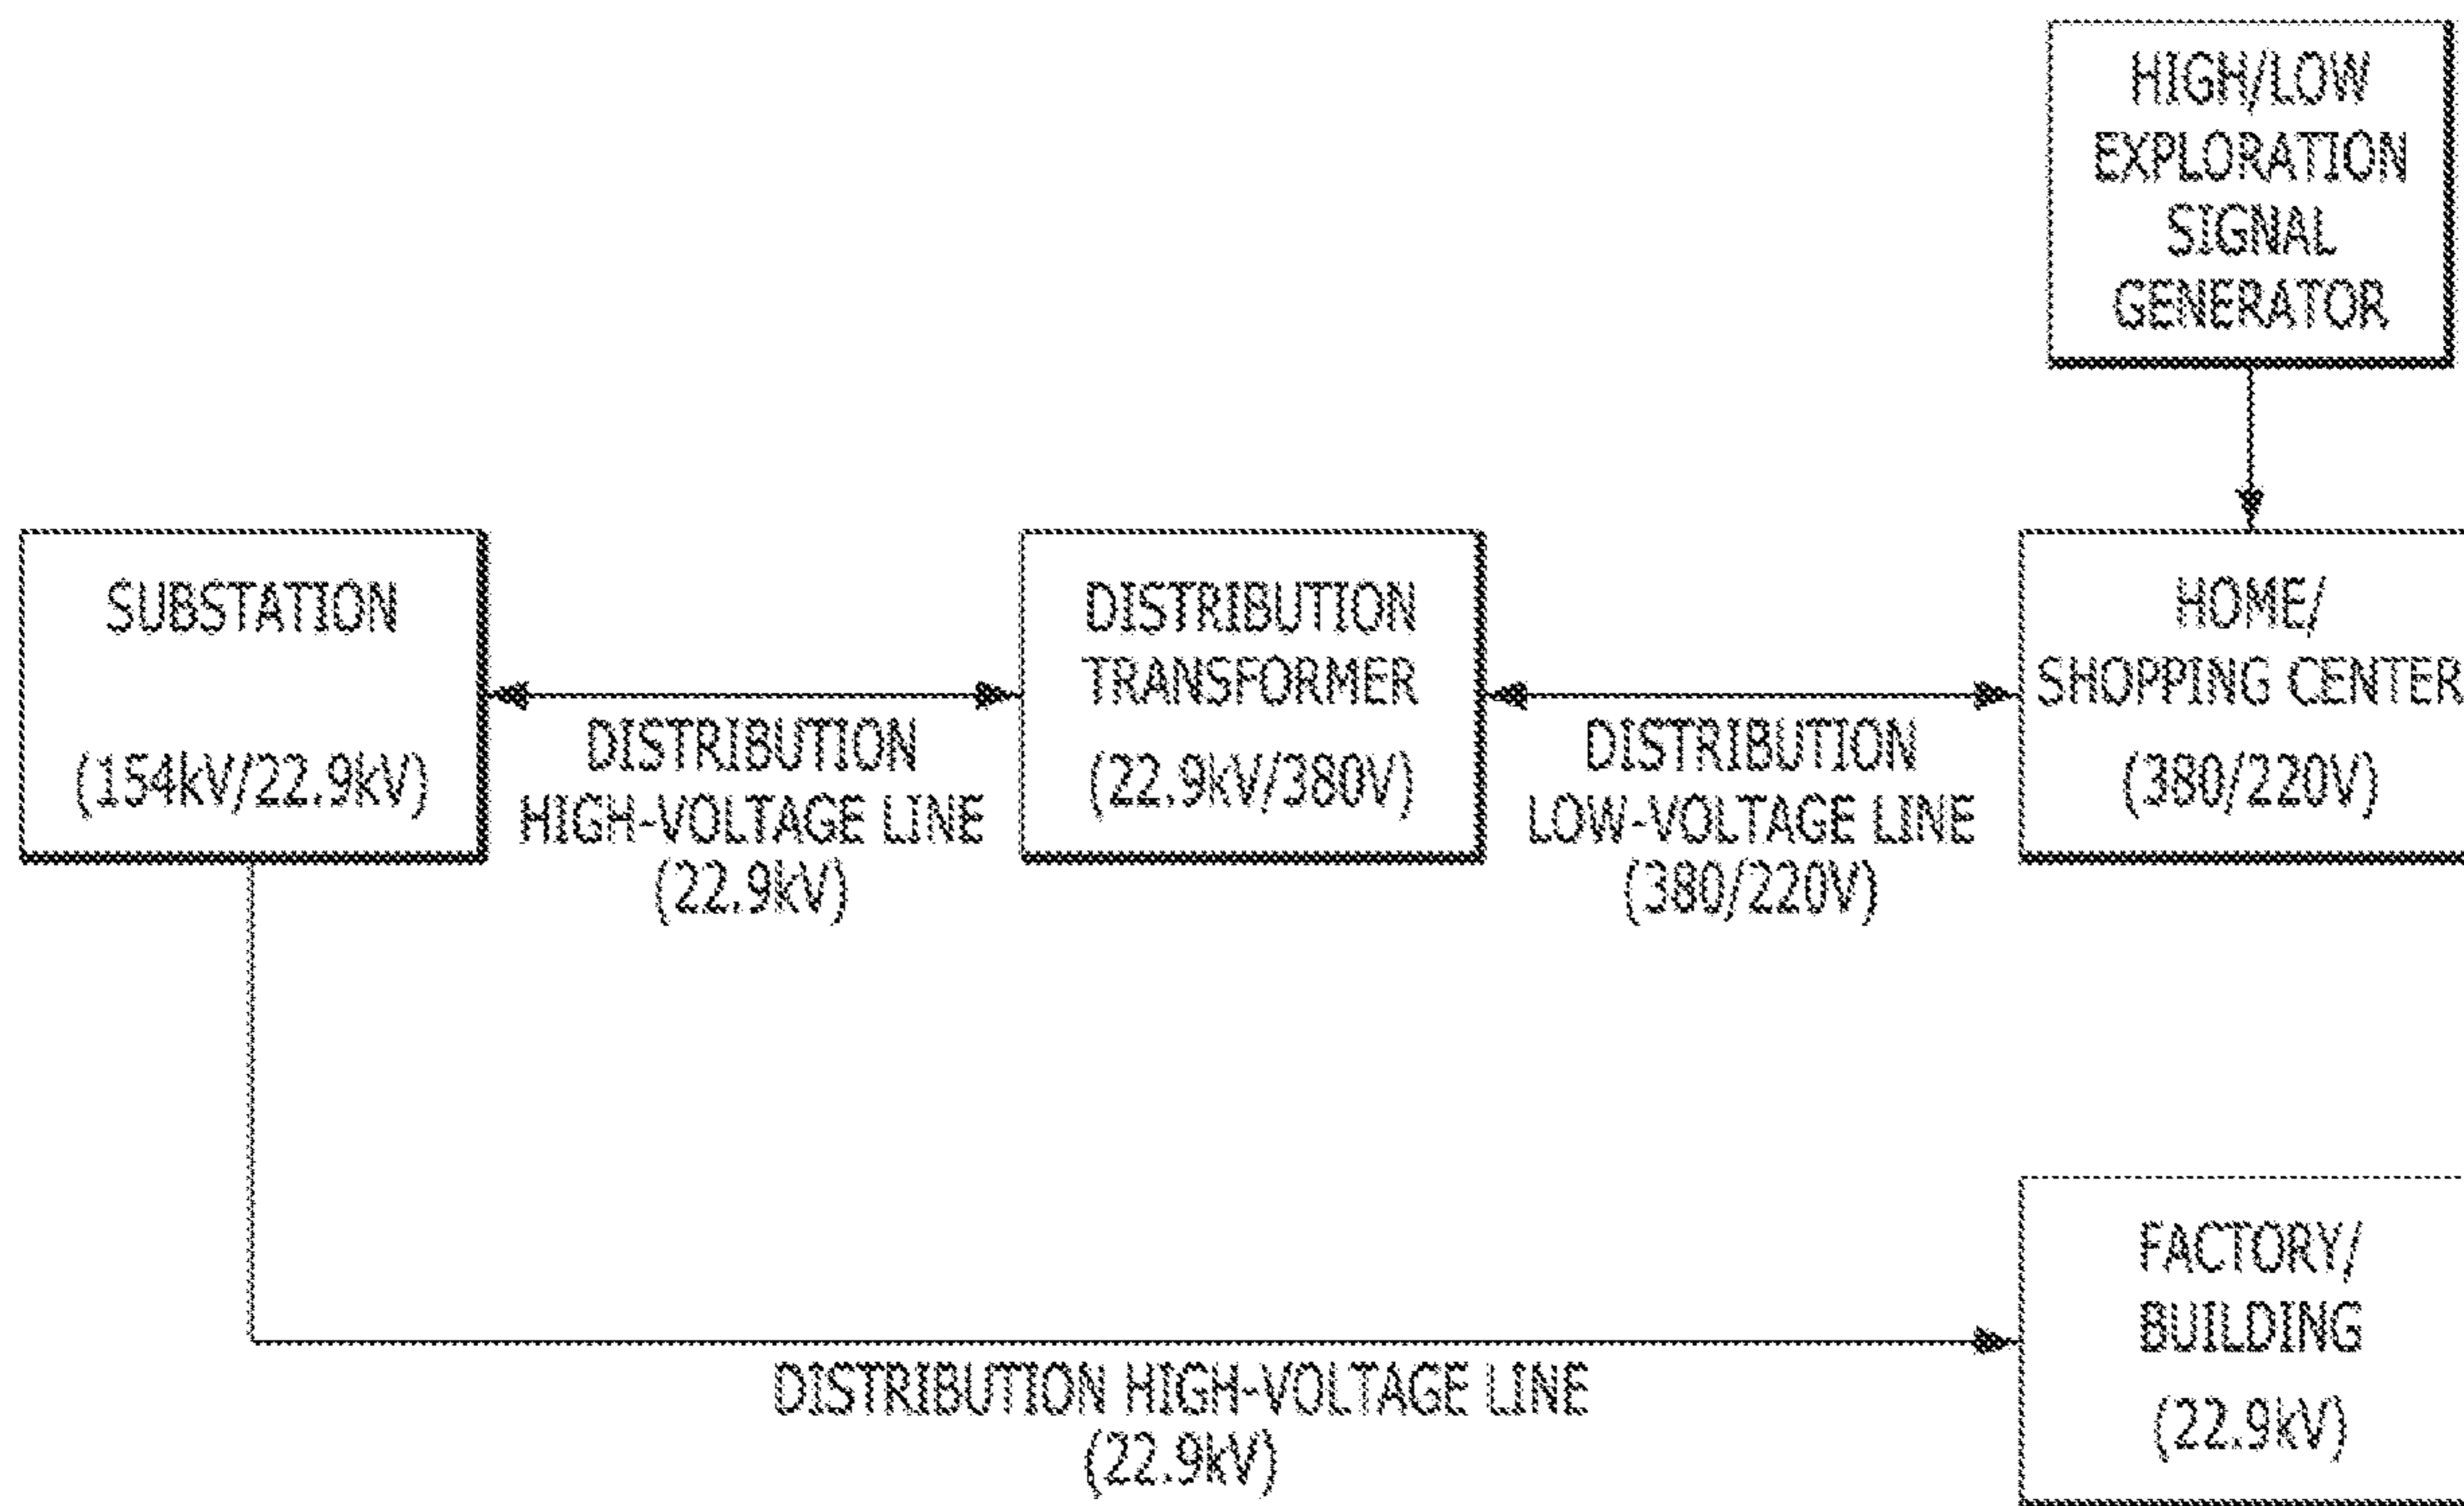 HIGH/LOW
EXPLORATION
SIGNAL
GENERATOR
SUBSTATION
(154kV/22.9kV)
DISTRIBUTION
HIGH-VOLTAGE LINE
(22.9kV)
DISTRIBUTION
TRANSFORMER
(22.9kV/380V)
DISTRIBUTION
LOW-VOLTAGE LINE
(380/220V)
HOME/
SHOPPING CENTER
(380/220V)
DISTRIBUTION HIGH-VOLTAGE LINE
(22.9kV)
FACTORY/
BUILDING
(22.9kV)